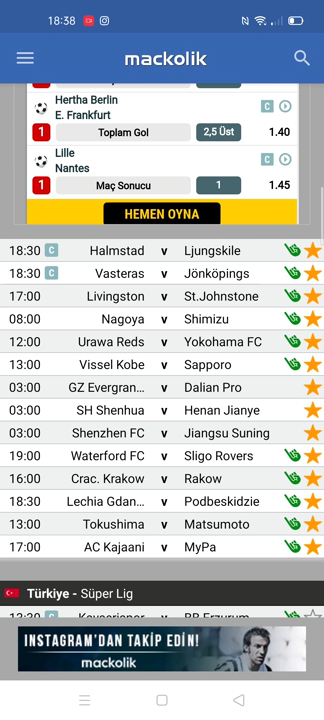 18:38
mackolik
Hertha Berlin
E. Frankfurt
C
1 Toplam Gol 2,5 Üst 1.40
Lille
Nantes
C
1 Maç Sonucu 1 1.45
HEMEN OYNA
18:30 C Halmstad v Ljungskile
18:30 C Vasteras v Jönköpings
17:00 Livingston v St.Johnstone
08:00 Nagoya v Shimizu
12:00 Urawa Reds v Yokohama FC
13:00 Vissel Kobe v Sapporo
03:00 GZ Evergran... v Dalian Pro
03:00 SH Shenhua v Henan Jianye
03:00 Shenzhen FC v Jiangsu Suning
19:00 Waterford FC v Sligo Rovers
16:00 Crac. Krakow v Rakow
18:30 Lechia Gdan... v Podbeskidzie
13:00 Tokushima v Matsumoto
17:00 AC Kajaani v MyPa
Türkiye - Süper Lig
INSTAGRAM'DAN TAKİP EDİN!
mackolik